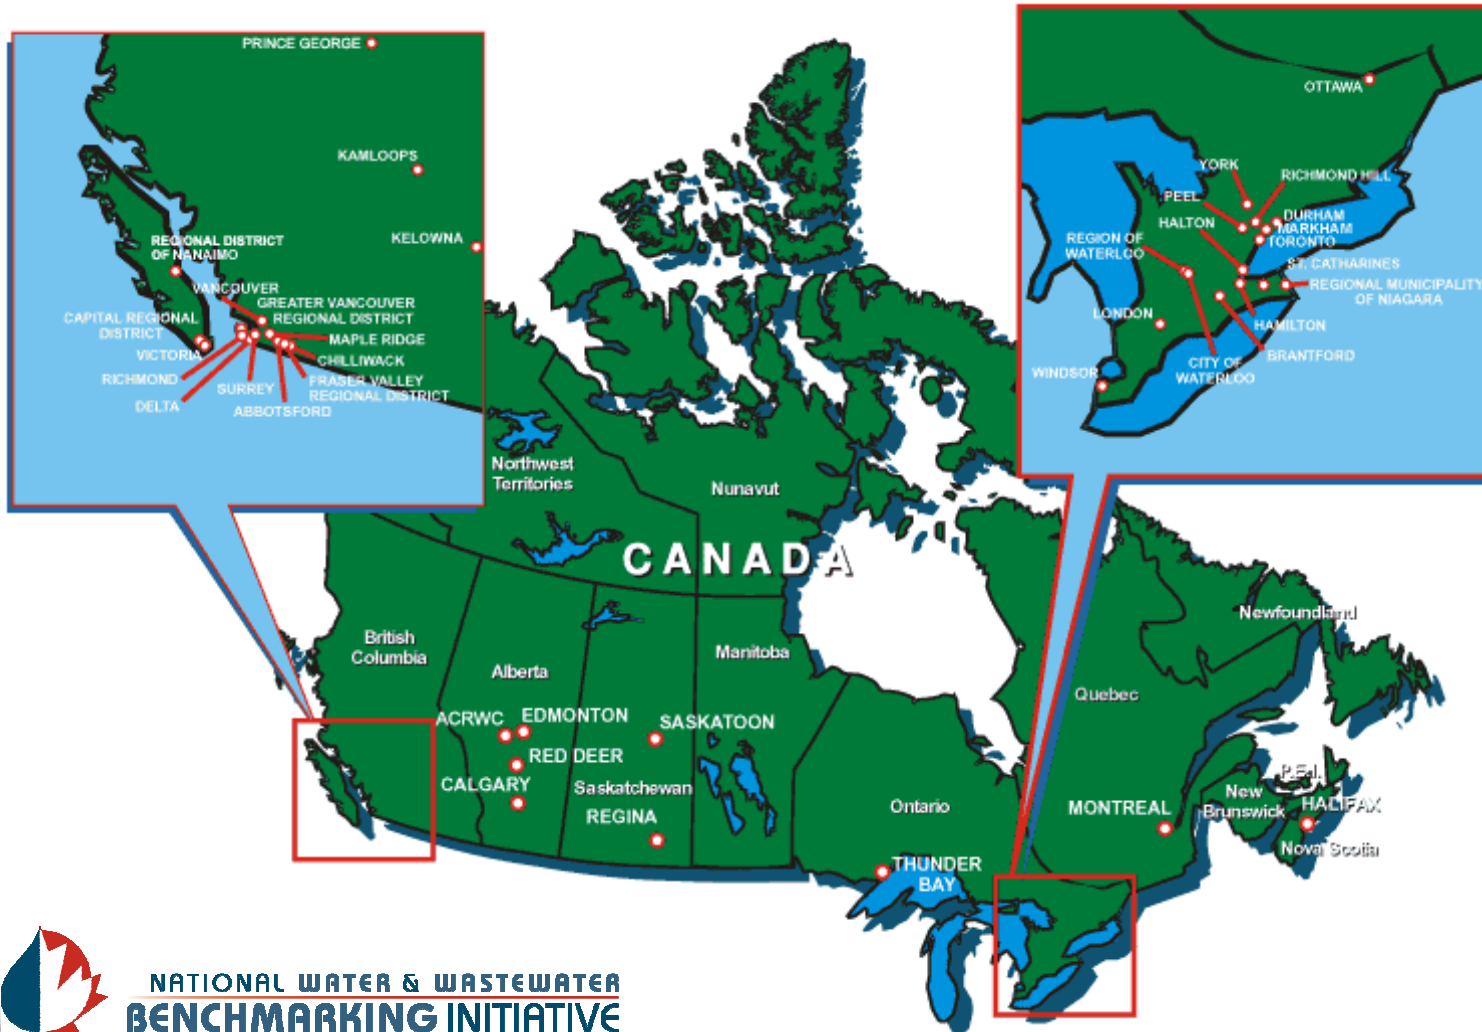 PRINCE GEORGE
KAMLOOPS
KELOWNA
REGIONAL DISTRICT
OF NANAIMO
VANCOUVER
GREATER VANCOUVER
REGIONAL DISTRICT
CAPITAL REGIONAL
DISTRICT
VICTORIA
MAPLE RIDGE
CHILLIWACK
RICHMOND
FRASER VALLEY
REGIONAL DISTRICT
SURREY
DELTA
ABBOTSFORD
OTTAWA
YORK
RICHMOND HILL
PEEL
HALTON
DURHAM
MARKHAM
TORONTO
REGION OF
WATERLOO
ST. CATHARINES
REGIONAL MUNICIPALITY
OF NIAGARA
LONDON
HAMILTON
BRANTFORD
CITY OF
WATERLOO
WINDSOR
Northwest
Territories
Nunavut
CANADA
British
Columbia
Alberta
Manitoba
Newfoundland
Quebec
ACRWC
EDMONTON
SASKATOON
RED DEER
CALGARY
Saskatchewan
REGINA
Ontario
MONTREAL
P.E.I.
New
Brunswick
HALIFAX
Nova Scotia
THUNDER
BAY
NATIONAL WATER & WASTEWATER
BENCHMARKING INITIATIVE